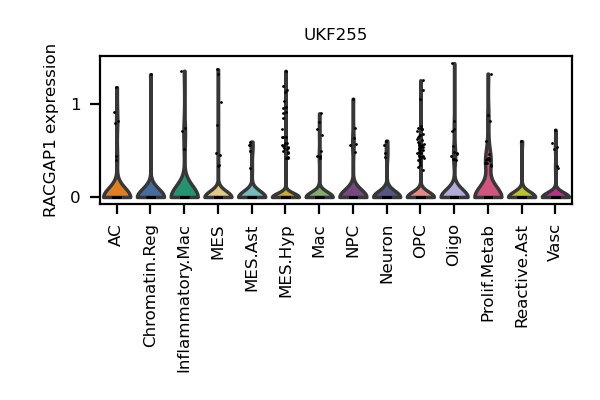 UKF255
RACGAP1 expression
1
0
AC
Chromatin.Reg
Inflammatory.Mac
MES
MES.Ast
MES.Hyp
Mac
NPC
Neuron
OPC
Oligo
Prolif.Metab
Reactive.Ast
Vasc